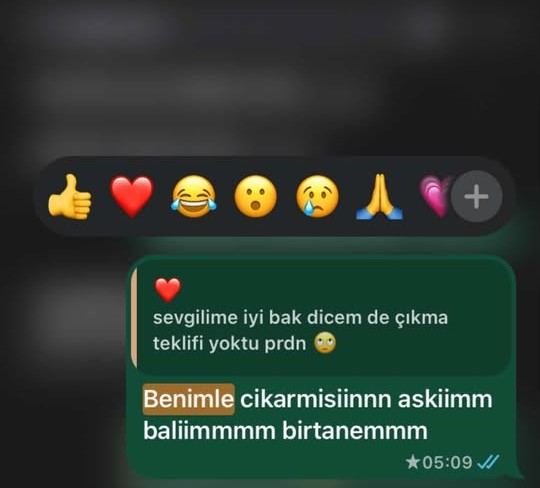 ❤️
sevgilime iyi bak dicem de çıkma
teklifi yoktu prdn 🥹
Benimle cikarmisiinnn askiimm
baliimmmm birtanemmm
★05:09